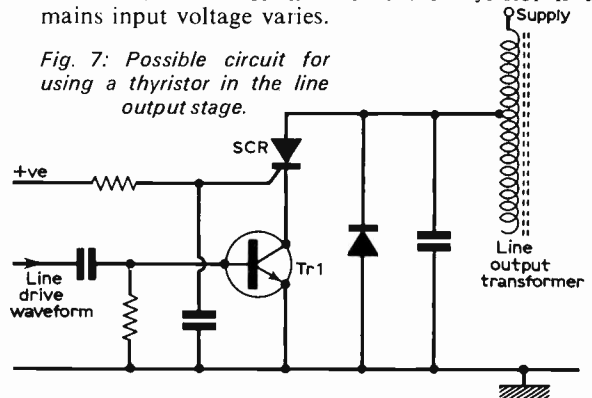 mains input voltage varies.
Supply
Fig. 7: Possible circuit for
using a thyristor in the line
output stage.
SCR
+ve
Tr1
Line
drive
waveform
Line
output
transformer